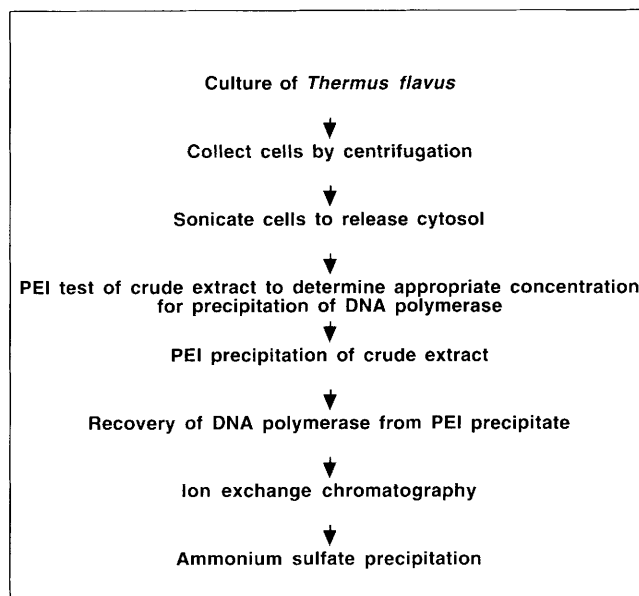 Culture of Thermus flavus
Collect cells by centrifugation
Sonicate cells to release cytosol
PEI test of crude extract to determine appropriate concentration
for precipitation of DNA polymerase
PEI precipitation of crude extract
Recovery of DNA polymerase from PEI precipitate
Ion exchange chromatography
Ammonium sulfate precipitation